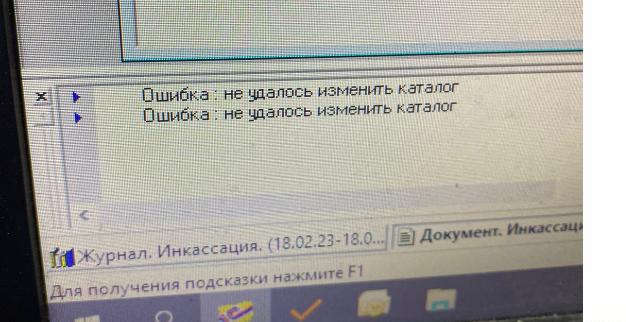 Ошибка : не удалось изменить каталог
Ошибка : не удалось изменить каталог
Журнал. Инкассация. (18.02.23-18.0...
Документ. Инкассаци
Для получения подсказки нажмите F1